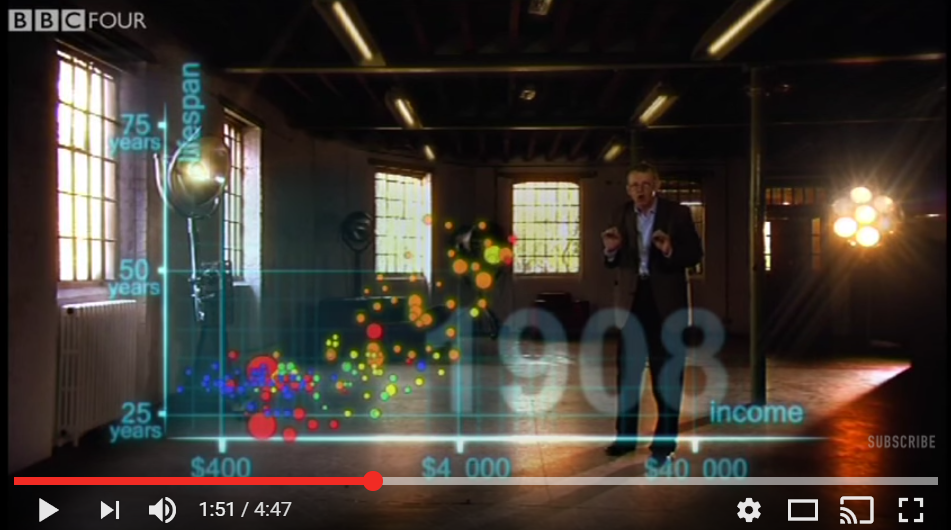 BBC FOUR
lifespan
75
years
50
years
25
years
1908
income
$400
$4 000
$40 000
SUBSCRIBE
1:51 / 4:47